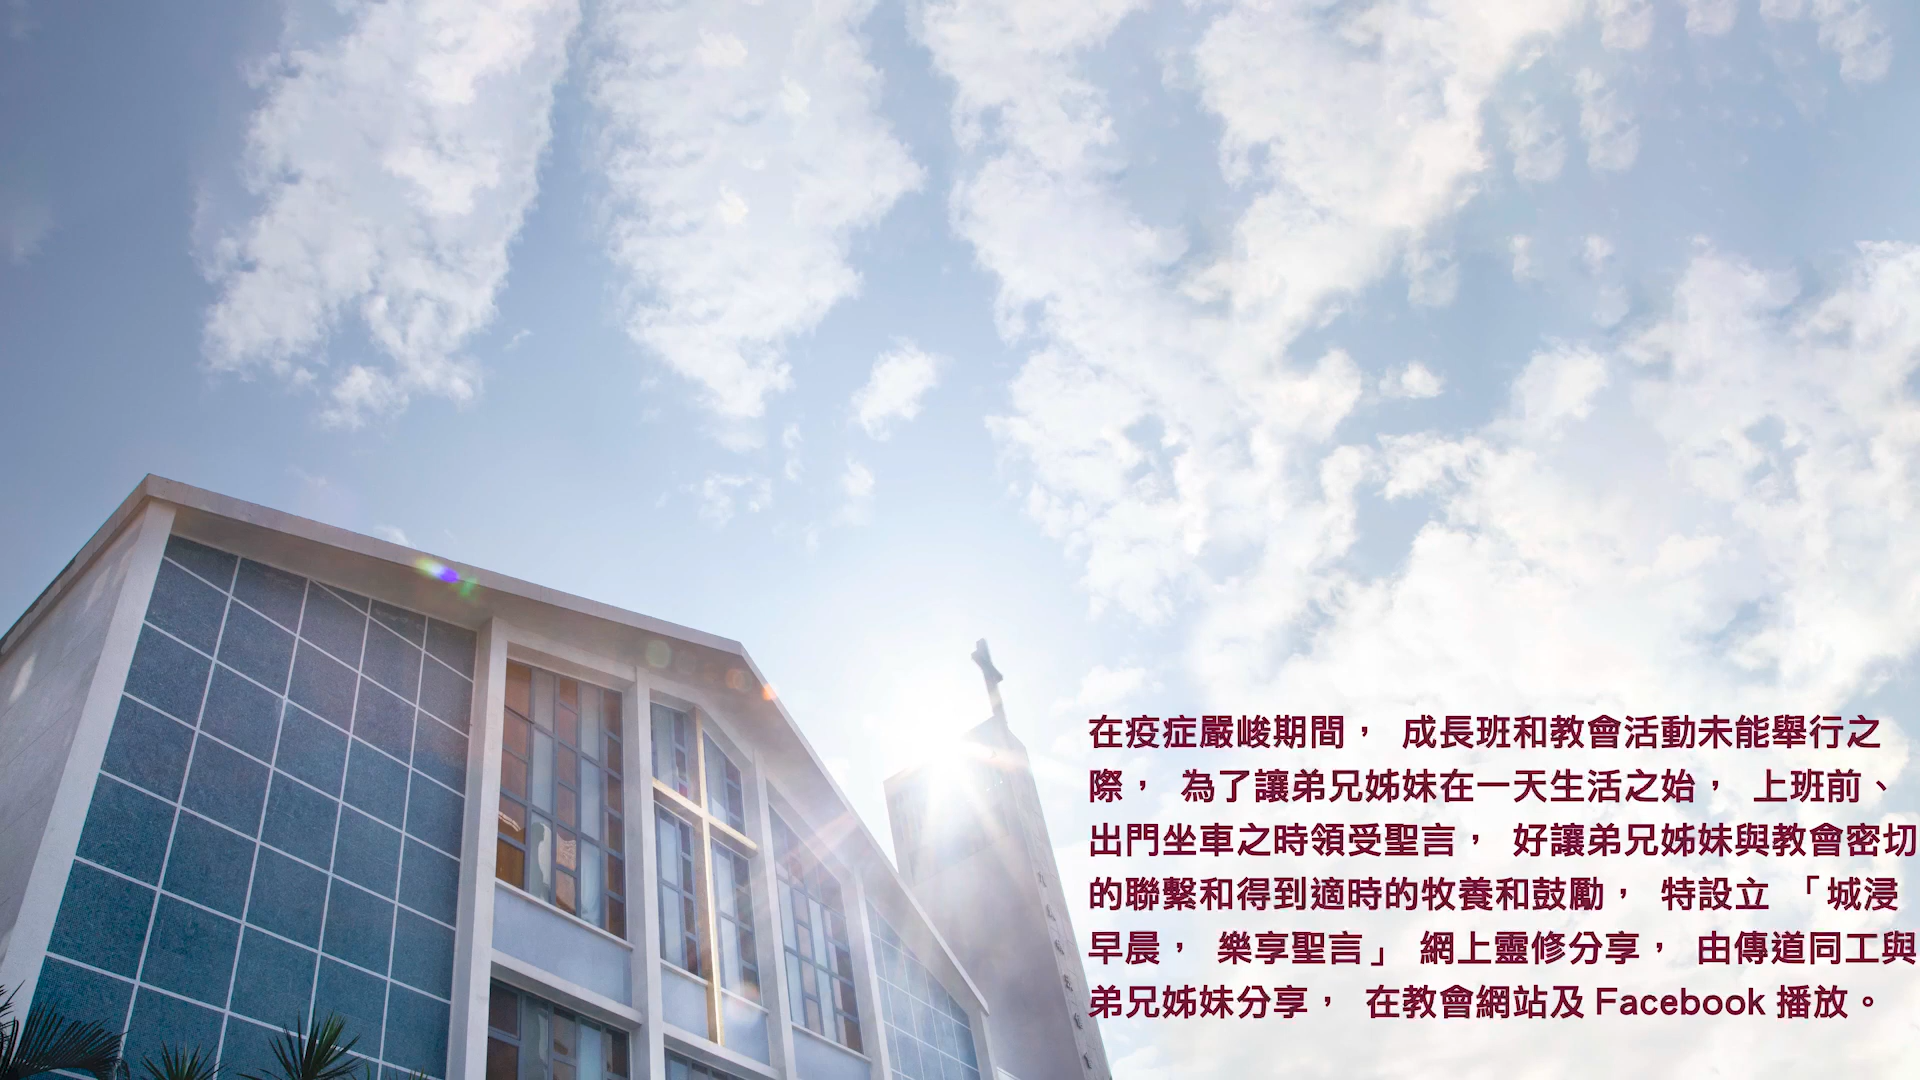 在疫症嚴峻期間， 成長班和教會活動未能舉行之
際， 為了讓弟兄姊妹在一天生活之始， 上班前、
出門坐車之時領受聖言， 好讓弟兄姊妹與教會密切
的聯繫和得到適時的牧養和鼓勵， 特設立 「城浸
早晨， 樂享聖言」 網上靈修分享， 由傳道同工與
弟兄姊妹分享， 在教會網站及 Facebook 播放。